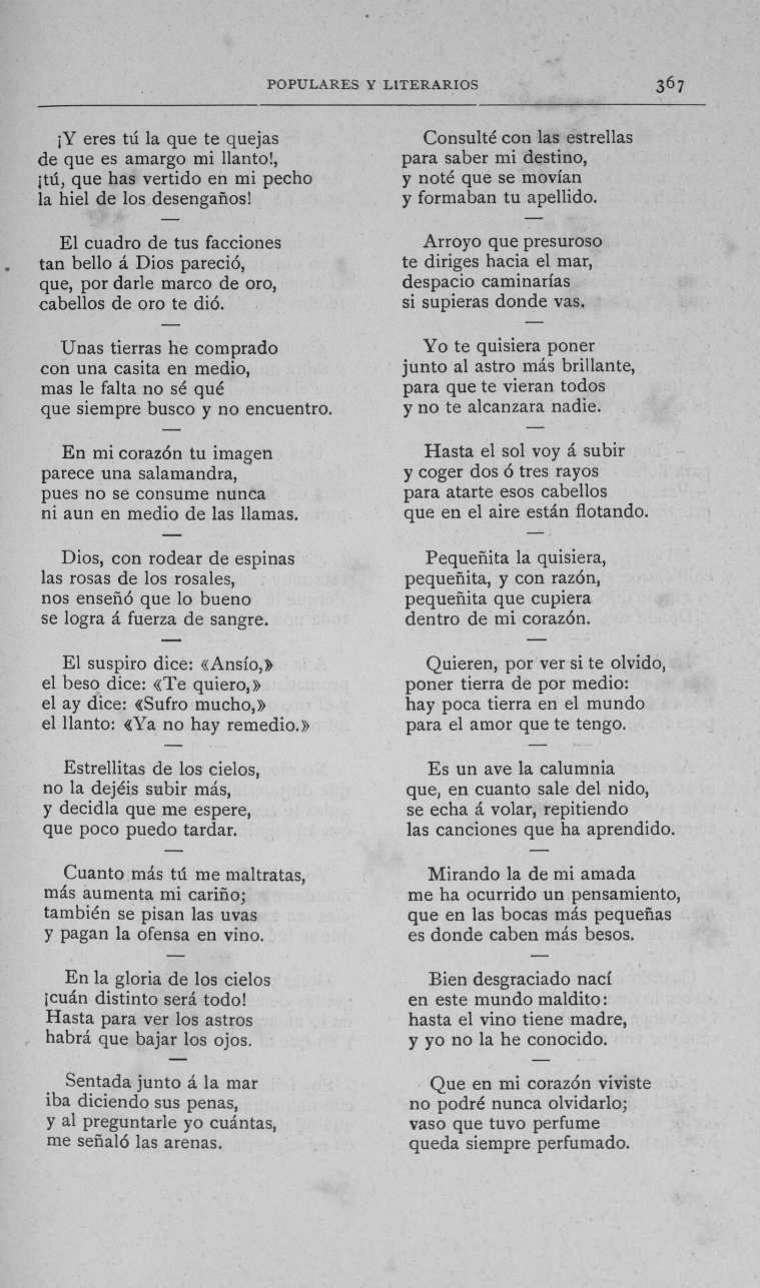 POPULARES Y LITERARIOS 367
¡Y eres tú la que te quejas
de que es amargo mi llanto!,
¡tú, que has vertido en mi pecho
la hiel de los desengaños!
—
El cuadro de tus facciones
tan bello á Dios pareció,
que, por darle marco de oro,
cabellos de oro te dió.
—
Unas tierras he comprado
con una casita en medio,
mas le falta no sé qué
que siempre busco y no encuentro.
—
En mi corazón tu imagen
parece una salamandra,
pues no se consume nunca
ni aun en medio de las llamas.
—
Dios, con rodear de espinas
las rosas de los rosales,
nos enseñó que lo bueno
se logra á fuerza de sangre.
—
El suspiro dice: «Ansío,»
el beso dice: «Te quiero,»
el ay dice: «Sufro mucho,»
el llanto: «Ya no hay remedio.»
—
Estrellitas de los cielos,
no la dejéis subir más,
y decidla que me espere,
que poco puedo tardar.
—
Cuanto más tú me maltratas,
más aumenta mi cariño;
también se pisan las uvas
y pagan la ofensa en vino.
—
En la gloria de los cielos
¡cuán distinto será todo!
Hasta para ver los astros
habrá que bajar los ojos.
—
Sentada junto á la mar
iba diciendo sus penas,
y al preguntarle yo cuántas,
me señaló las arenas.
Consulté con las estrellas
para saber mi destino,
y noté que se movían
y formaban tu apellido.
—
Arroyo que presuroso
te diriges hacia el mar,
despacio caminarías
si supieras donde vas.
—
Yo te quisiera poner
junto al astro más brillante,
para que te vieran todos
y no te alcanzara nadie.
—
Hasta el sol voy á subir
y coger dos ó tres rayos
para atarte esos cabellos
que en el aire están flotando.
—
Pequeñita la quisiera,
pequeñita, y con razón,
pequeñita que cupiera
dentro de mi corazón.
—
Quieren, por ver si te olvido,
poner tierra de por medio:
hay poca tierra en el mundo
para el amor que te tengo.
—
Es un ave la calumnia
que, en cuanto sale del nido,
se echa á volar, repitiendo
las canciones que ha aprendido.
—
Mirando la de mi amada
me ha ocurrido un pensamiento,
que en las bocas más pequeñas
es donde caben más besos.
—
Bien desgraciado nací
en este mundo maldito:
hasta el vino tiene madre,
y yo no la he conocido.
—
Que en mi corazón viviste
no podré nunca olvidarlo;
vaso que tuvo perfume
queda siempre perfumado.